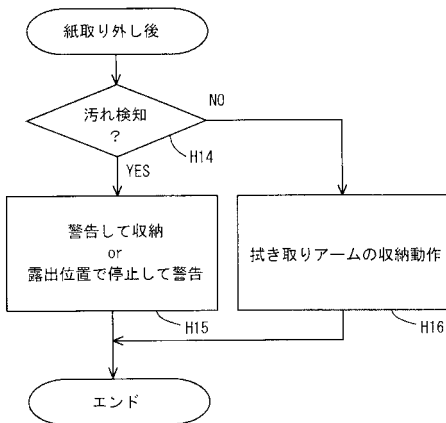 紙取り外し後
汚れ検知
?
NO
H14
YES
警告して収納
or
露出位置で停止して警告
拭き取りアームの収納動作
H15
H16
エンド